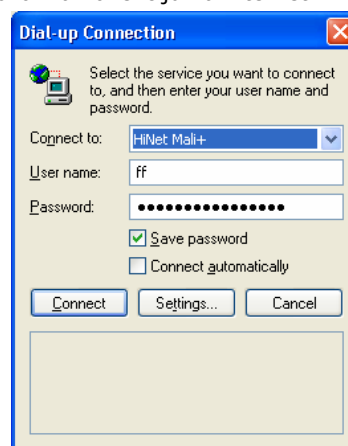 Dial-up Connection
Select the service you want to connect
to, and then enter your user name and
password.
Connect to:
HiNet Mali+
User name:
ff
Password:
••••••••••••••••
Save password
Connect automatically
Connect
Settings...
Cancel